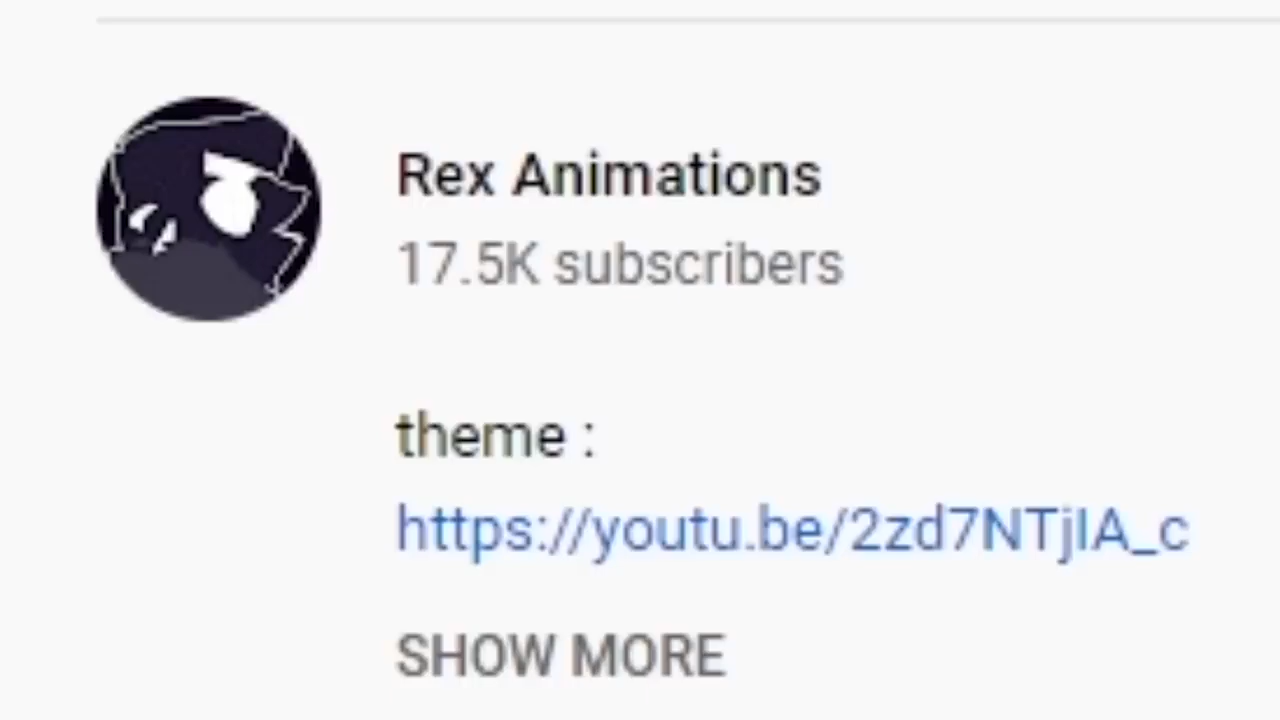 Rex Animations
17.5K subscribers
theme :
https://youtu.be/2zd7NTjIA_c
SHOW MORE